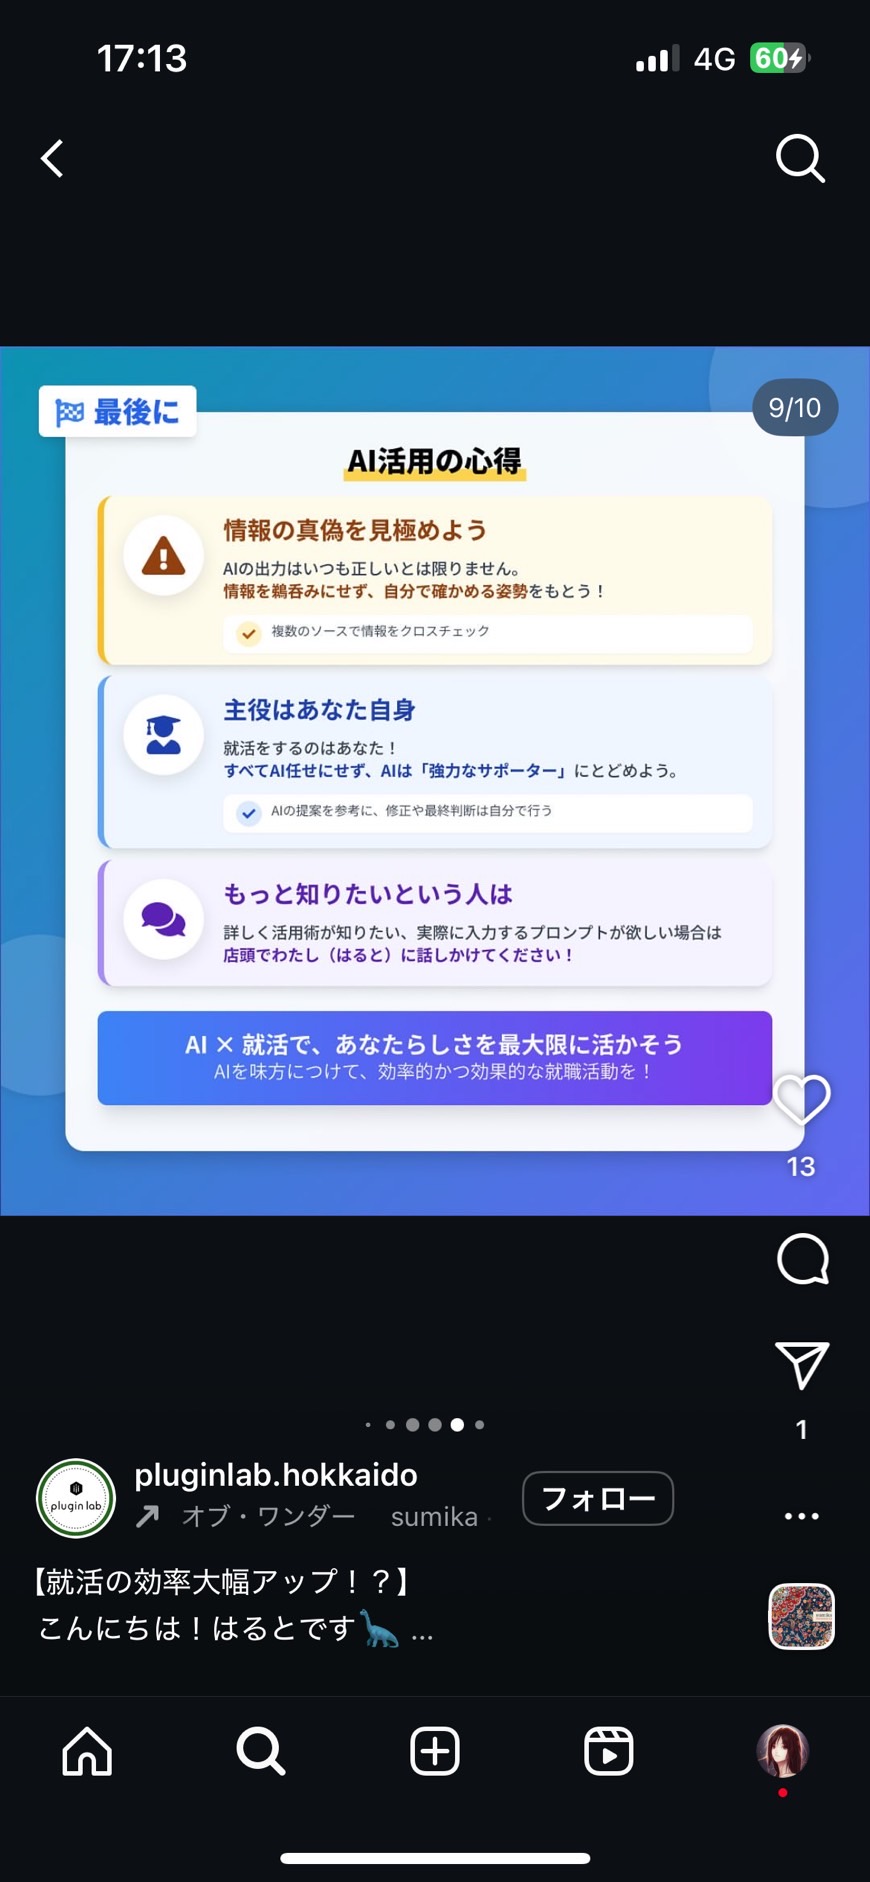 17:13
4G
60
最後に
9/10
AI活用の心得
情報の真偽を見極めよう
AIの出力はいつも正しいとは限りません。
情報を鵜呑みにせず、自分で確かめる姿勢をもとう！
複数のソースで情報をクロスチェック
主役はあなた自身
就活をするのはあなた！
すべてAI任せにせず、AIは「強力なサポーター」にとどめよう。
AIの提案を参考に、修正や最終判断は自分で行う
もっと知りたいという人は
詳しく活用術が知りたい、実際に入力するプロンプトが欲しい場合は
店頭でわたし（はると）に話しかけてください！
AI × 就活で、あなたらしさを最大限に活かそう
AIを味方につけて、効率的かつ効果的な就職活動を！
13
1
plugin lab
pluginlab.hokkaido
オブ・ワンダー sumika
フォロー
【就活の効率大幅アップ！？】
こんにちは！はるとです🦕 ...